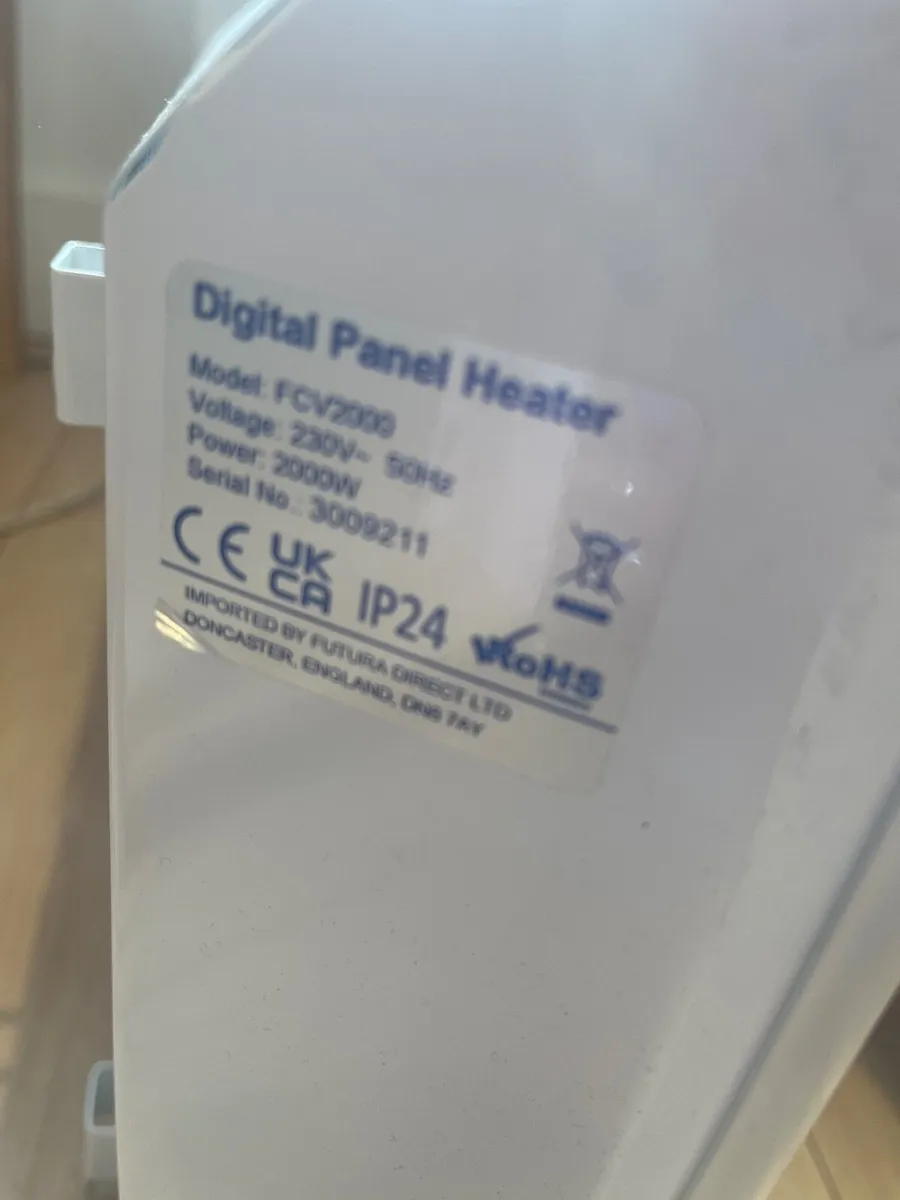 Digital Panel Heater
Model: FCV2000
Voltage: 230V~ 50Hz
Power: 2000W
Serial No.: 3009211
CE UK CA IP24 RoHS
IMPORTED BY FUTURA DIRECT LTD
DONCASTER, ENGLAND, DN6 7AY